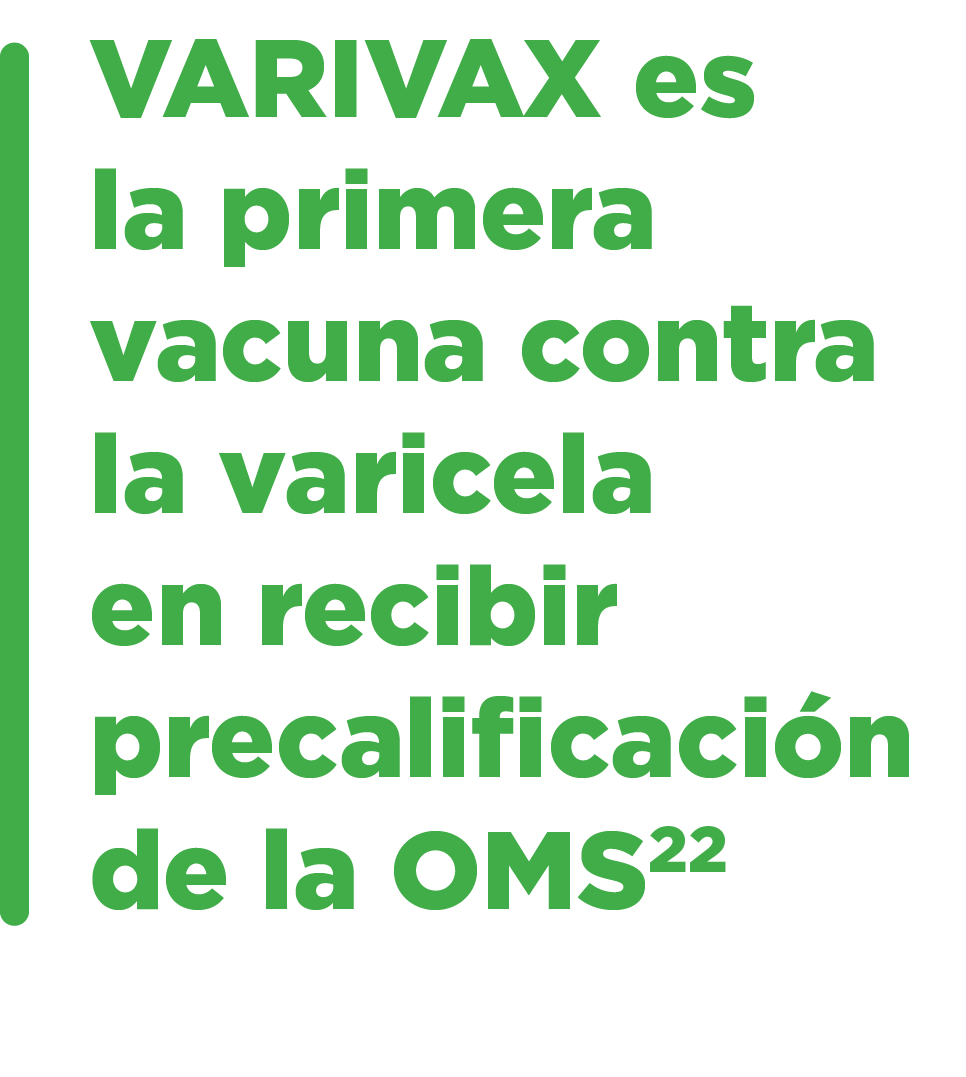 VARIVAX es
la primera
vacuna contra
la varicela
en recibir
precalificación
de la OMS²²